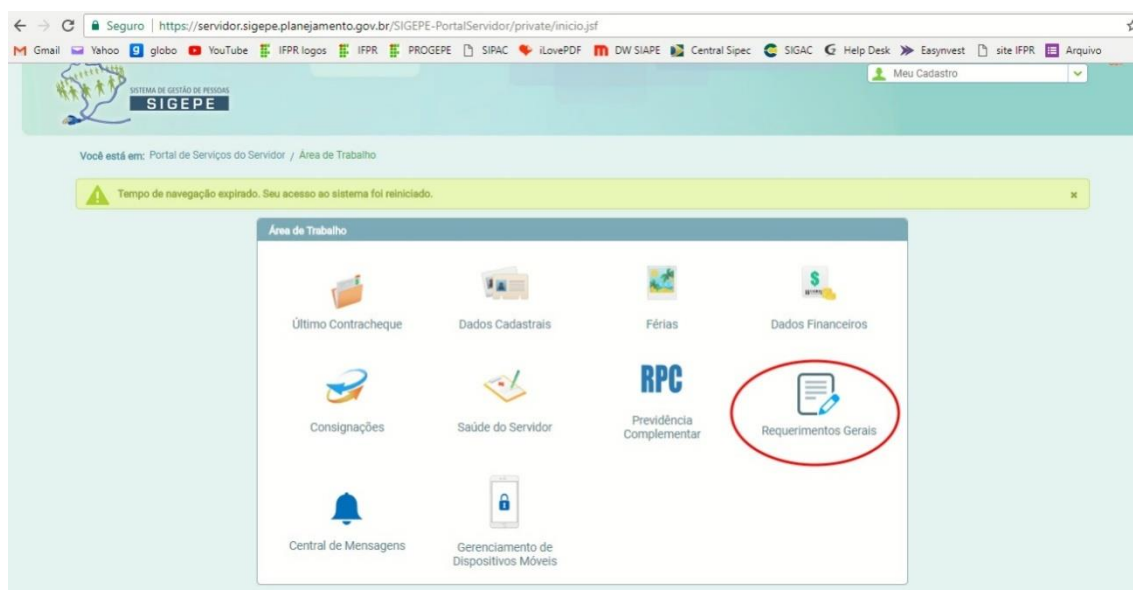 Seguro | https://servidor.sigepe.planejamento.gov.br/SIGEPE-PortalServidor/private/inicio.jsf
Gmail Yahoo globo YouTube IFPR logos IFPR PROGEPE SIPAC iLovePDF DW SIAPE Central Sipec SIGAC Help Desk Easynvest site IFPR Arquivo
SISTEMA DE GESTÃO DE PESSOAS
SIGEPE
Meu Cadastro
Você está em: Portal de Serviços do Servidor / Área de Trabalho
Tempo de navegação expirado. Seu acesso ao sistema foi reiniciado.
Área de Trabalho
Último Contracheque
Dados Cadastrais
Férias
Dados Financeiros
Consignações
Saúde do Servidor
RPC
Previdência
Complementar
Requerimentos Gerais
Central de Mensagens
Gerenciamento de
Dispositivos Móveis